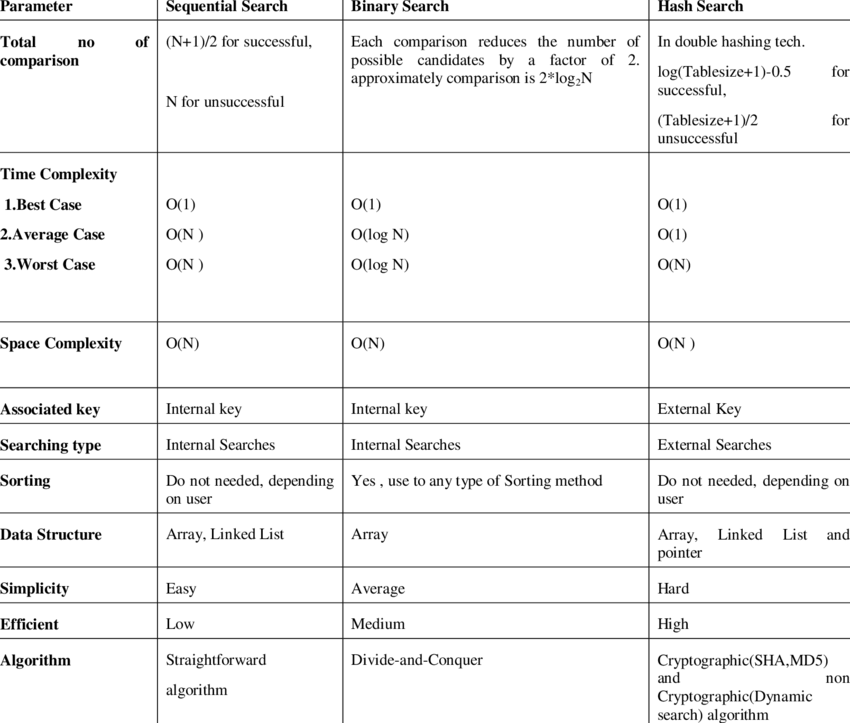 Parameter Sequential Search Binary Search Hash Search
Total no of comparison
(N+1)/2 for successful,
N for unsuccessful
Each comparison reduces the number of
possible candidates by a factor of 2.
approximately comparison is 2*log₂N
In double hashing tech.
log(Tablesize+1)-0.5 for
successful,
(Tablesize+1)/2 for
unsuccessful
Time Complexity
1.Best Case O(1) O(1) O(1)
2.Average Case O(N ) O(log N) O(1)
3.Worst Case O(N ) O(log N) O(N)
Space Complexity O(N) O(N) O(N )
Associated key Internal key Internal key External Key
Searching type Internal Searches Internal Searches External Searches
Sorting
Do not needed, depending
on user
Yes , use to any type of Sorting method
Do not needed, depending on
user
Data Structure
Array, Linked List
Array
Array, Linked List and
pointer
Simplicity Easy Average Hard
Efficient Low Medium High
Algorithm
Straightforward
algorithm
Divide-and-Conquer
Cryptographic(SHA,MD5)
and non
Cryptographic(Dynamic
search) algorithm